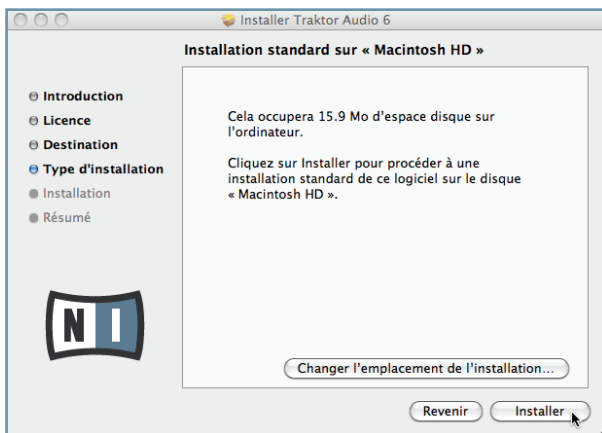 Installer Traktor Audio 6
Installation standard sur « Macintosh HD »
Introduction
Licence
Destination
Type d'installation
Installation
Résumé
Cela occupera 15.9 Mo d'espace disque sur
l'ordinateur.
Cliquez sur Installer pour procéder à une
installation standard de ce logiciel sur le disque
« Macintosh HD ».
NI
Changer l'emplacement de l'installation...
Revenir
Installer